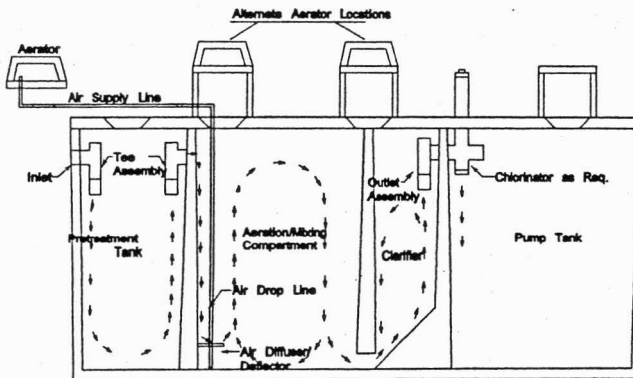 Alternate Aerator Locations
Aerator
Air Supply Line
Inlet
Tee
Assembly
Outlet
Assembly
Chlorinator as Req.
Pretreatment
Tank
Aeration/Mixing
Compartment
Clarifier
Pump Tank
Air Drop Line
Air Diffuser/
Deflector